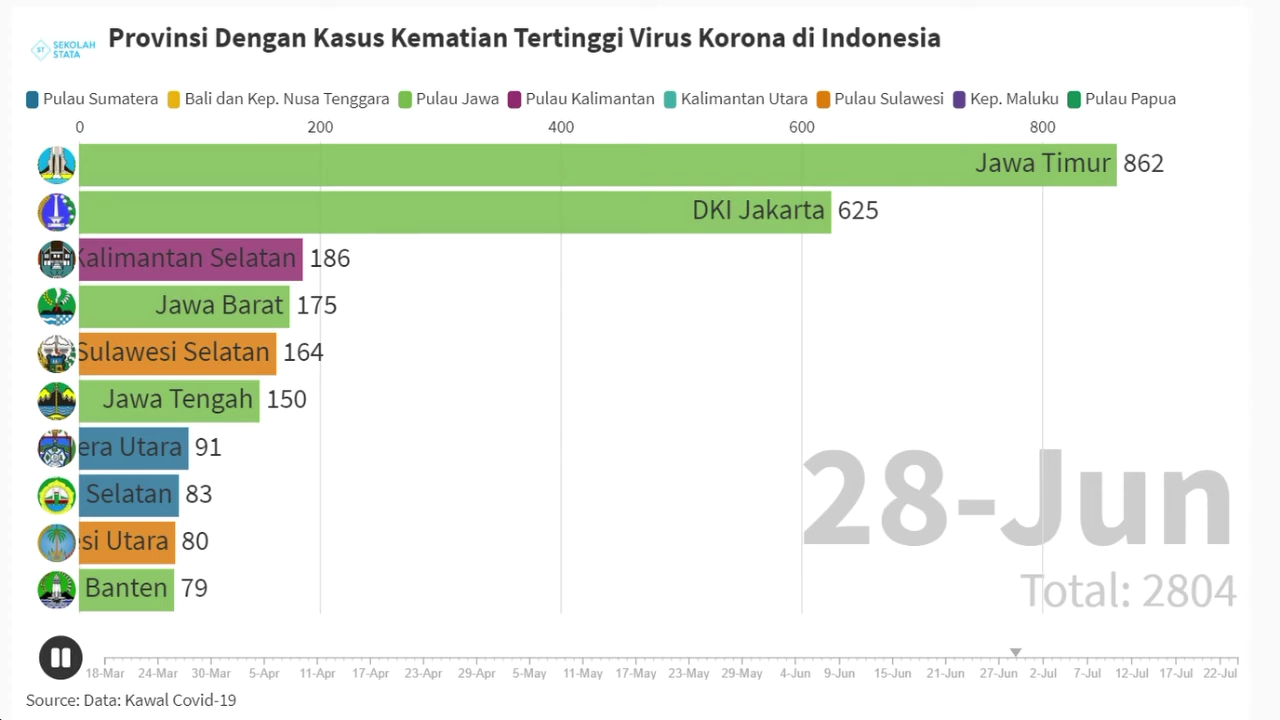 ST SEKOLAH STATA
Provinsi Dengan Kasus Kematian Tertinggi Virus Korona di Indonesia
Pulau Sumatera Bali dan Kep. Nusa Tenggara Pulau Jawa Pulau Kalimantan Kalimantan Utara Pulau Sulawesi Kep. Maluku Pulau Papua
0 200 400 600 800
Jawa Timur 862
DKI Jakarta 625
Kalimantan Selatan 186
Jawa Barat 175
Sulawesi Selatan 164
Jawa Tengah 150
era Utara 91
Selatan 83
si Utara 80
Banten 79
28-Jun
Total: 2804
18-Mar 24-Mar 30-Mar 5-Apr 11-Apr 17-Apr 23-Apr 29-Apr 5-May 11-May 17-May 23-May 29-May 4-Jun 9-Jun 15-Jun 21-Jun 27-Jun 2-Jul 7-Jul 12-Jul 17-Jul 22-Jul
Source: Data: Kawal Covid-19